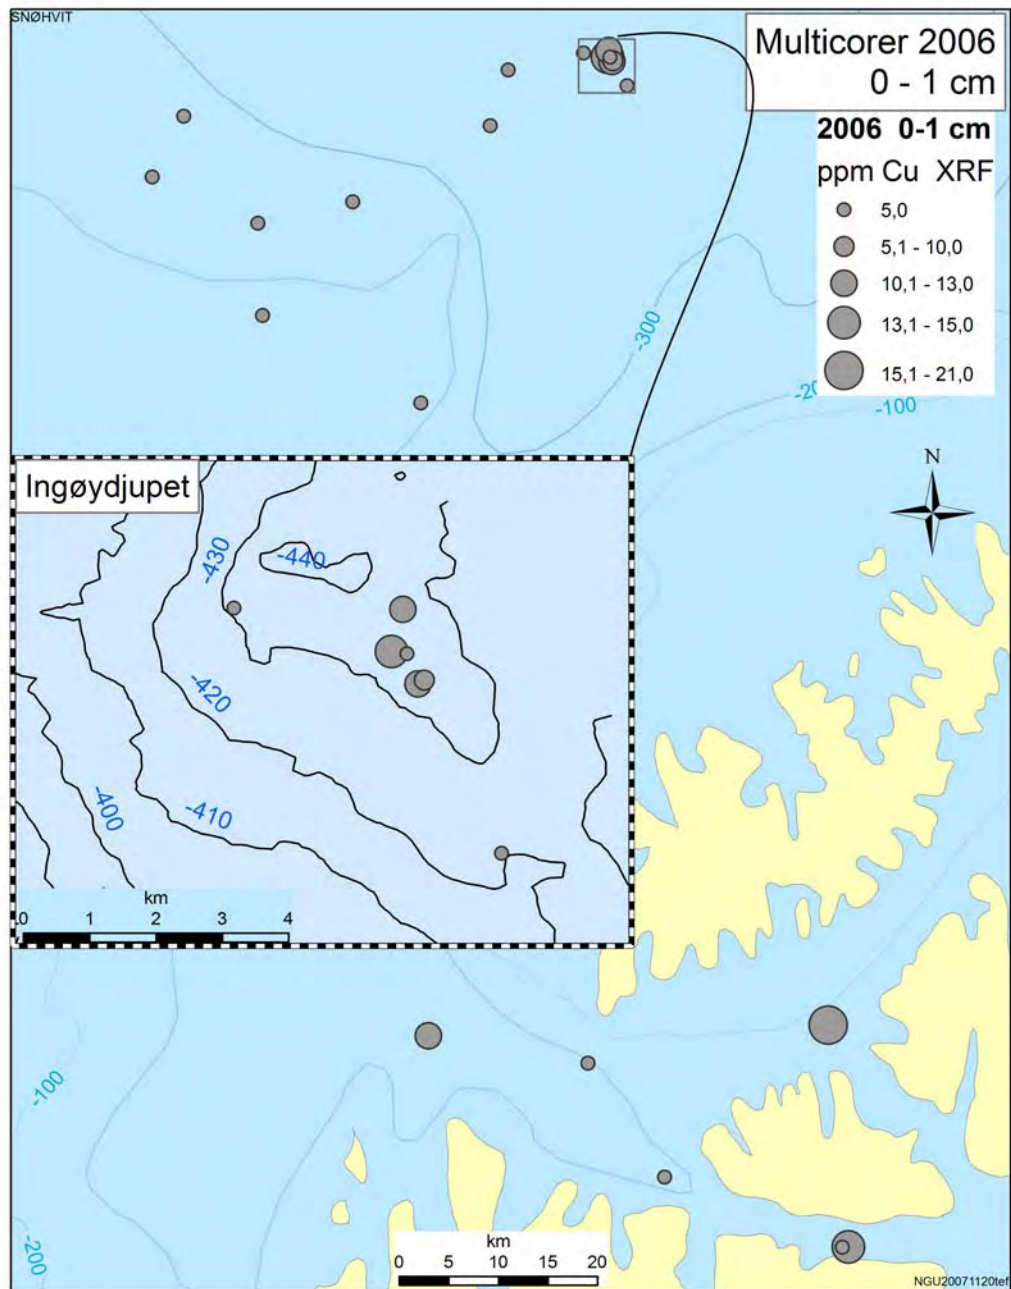 SNØHVIT
Multicorer 2006
0 - 1 cm
2006 0-1 cm
ppm Cu XRF
5,0
5,1 - 10,0
10,1 - 13,0
13,1 - 15,0
15,1 - 21,0
-300
-100
N
Ingøydjupet
-430
-440
-420
-410
-400
km
0 1 2 3 4
-100
-200
km
0 5 10 15 20
NGU20071120tef